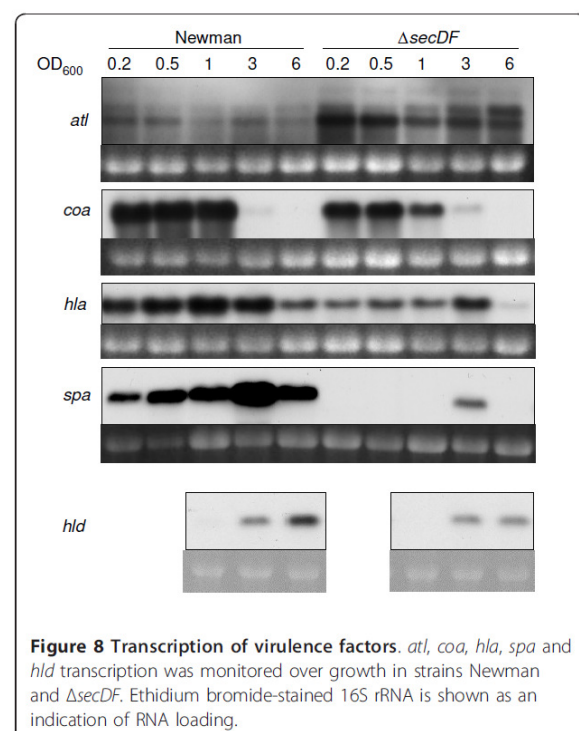 Newman ΔsecDF
OD600 0.2 0.5 1 3 6 0.2 0.5 1 3 6
atl
coa
hla
spa
hld
Figure 8 Transcription of virulence factors. atl, coa, hla, spa and
hld transcription was monitored over growth in strains Newman
and ΔsecDF. Ethidium bromide-stained 16S rRNA is shown as an
indication of RNA loading.